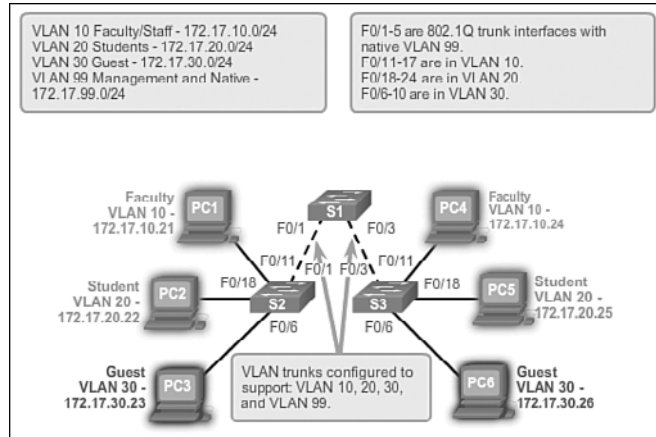 VLAN 10 Faculty/Staff - 172.17.10.0/24
VLAN 20 Students - 172.17.20.0/24
VLAN 30 Guest - 172.17.30.0/24
VLAN 99 Management and Native -
172.17.99.0/24
F0/1-5 are 802.1Q trunk interfaces with
native VLAN 99.
F0/11-17 are in VLAN 10.
F0/18-24 are in VLAN 20.
F0/6-10 are in VLAN 30.
Faculty
VLAN 10 -
172.17.10.21
PC1
S1
F0/1
F0/3
PC4
Faculty
VLAN 10 -
172.17.10.24
F0/11
F0/1
F0/3
F0/11
Student
VLAN 20 -
172.17.20.22
PC2
F0/18
S2
S3
F0/18
PC5
Student
VLAN 20 -
172.17.20.25
F0/6
F0/6
Guest
VLAN 30 -
172.17.30.23
PC3
VLAN trunks configured to
support: VLAN 10, 20, 30,
and VLAN 99.
PC6
Guest
VLAN 30 -
172.17.30.26